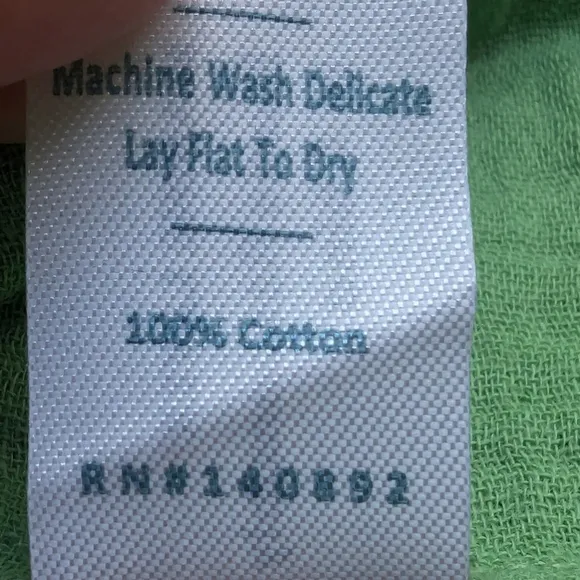 Machine Wash Delicate
Lay Flat To Dry
100% Cotton
RN#140892